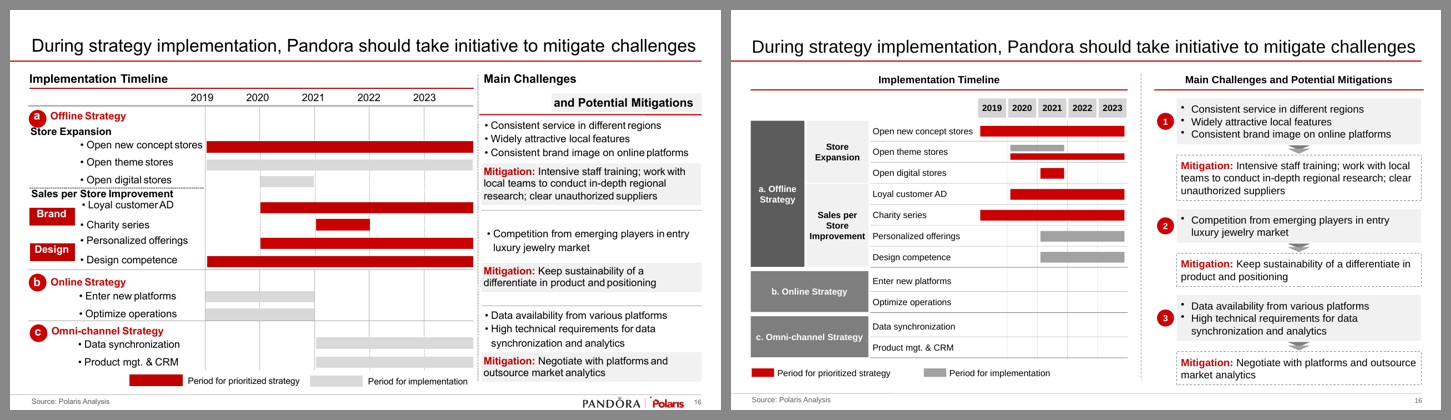 During strategy implementation, Pandora should take initiative to mitigate challenges
Implementation Timeline
2019 2020 2021 2022 2023
a Offline Strategy
Store Expansion
• Open new concept stores
• Open theme stores
• Open digital stores
Sales per Store Improvement
• Loyal customer AD
Brand
• Charity series
• Personalized offerings
Design
• Design competence
b Online Strategy
• Enter new platforms
• Optimize operations
c Omni-channel Strategy
• Data synchronization
• Product mgt. & CRM
Period for prioritized strategy Period for implementation
Main Challenges
and Potential Mitigations
• Consistent service in different regions
• Widely attractive local features
• Consistent brand image on online platforms
Mitigation: Intensive staff training; work with
local teams to conduct in-depth regional
research; clear unauthorized suppliers
• Competition from emerging players in entry
luxury jewelry market
Mitigation: Keep sustainability of a
differentiate in product and positioning
• Data availability from various platforms
• High technical requirements for data
synchronization and analytics
Mitigation: Negotiate with platforms and
outsource market analytics
Source: Polaris Analysis
PANDORA Polaris 16
During strategy implementation, Pandora should take initiative to mitigate challenges
Implementation Timeline
2019 2020 2021 2022 2023
a. Offline
Strategy
Store
Expansion
Open new concept stores
Open theme stores
Open digital stores
Sales per
Store
Improvement
Loyal customer AD
Charity series
Personalized offerings
Design competence
b. Online Strategy
Enter new platforms
Optimize operations
c. Omni-channel Strategy
Data synchronization
Product mgt. & CRM
Period for prioritized strategy Period for implementation
Main Challenges and Potential Mitigations
1
• Consistent service in different regions
• Widely attractive local features
• Consistent brand image on online platforms
Mitigation: Intensive staff training; work with local
teams to conduct in-depth regional research; clear
unauthorized suppliers
2
• Competition from emerging players in entry
luxury jewelry market
Mitigation: Keep sustainability of a differentiate in
product and positioning
3
• Data availability from various platforms
• High technical requirements for data
synchronization and analytics
Mitigation: Negotiate with platforms and outsource
market analytics
Source: Polaris Analysis
16